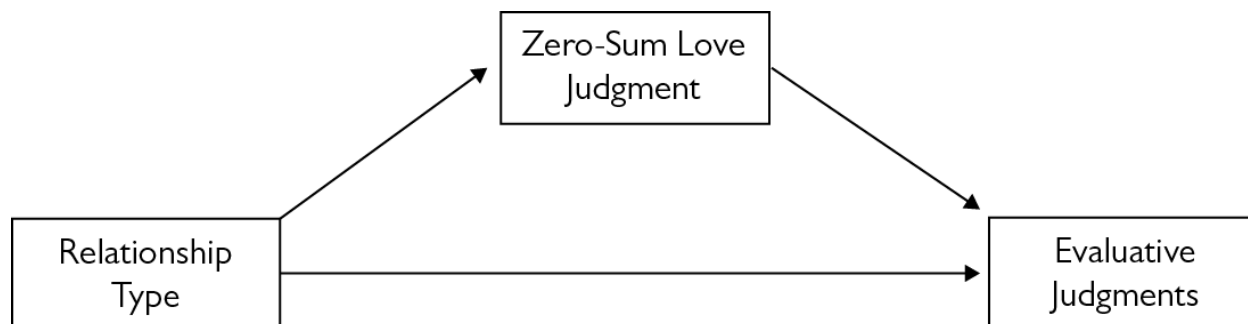 Zero-Sum Love
Judgment
Relationship
Type
Evaluative
Judgments